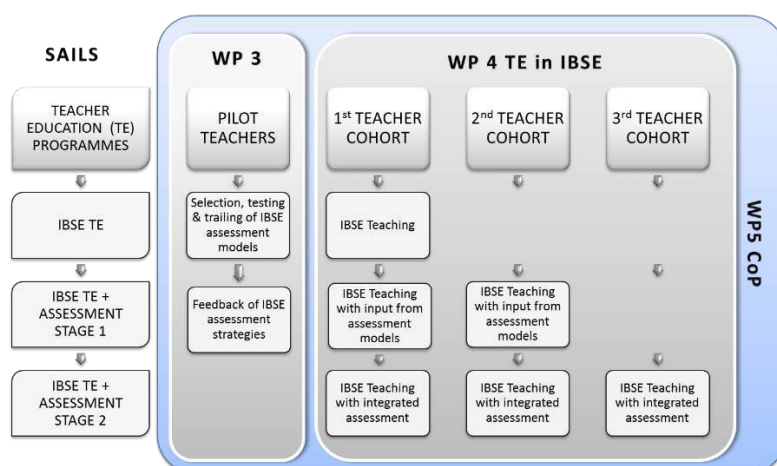 SAILS
TEACHER
EDUCATION (TE)
PROGRAMMES
IBSE TE
IBSE TE +
ASSESSMENT
STAGE 1
IBSE TE +
ASSESSMENT
STAGE 2
WP 3
PILOT
TEACHERS
Selection, testing
& trailing of IBSE
assessment
models
Feedback of IBSE
assessment
strategies
WP 4 TE in IBSE
1st TEACHER
COHORT
IBSE Teaching
IBSE Teaching
with input from
assessment
models
IBSE Teaching
with integrated
assessment
2nd TEACHER
COHORT
IBSE Teaching
with input from
assessment
models
IBSE Teaching
with integrated
assessment
3rd TEACHER
COHORT
IBSE Teaching
with integrated
assessment
WP5 CoP